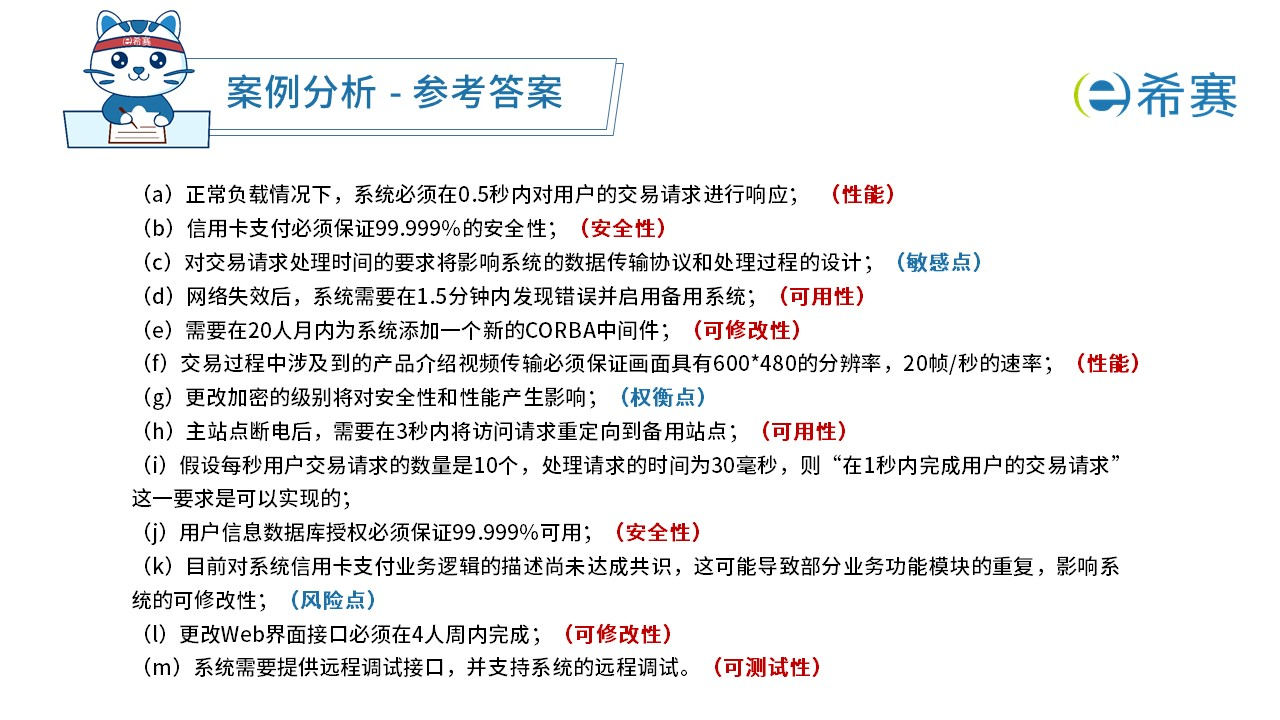 希赛
案例分析 - 参考答案
希赛
（a）正常负载情况下，系统必须在0.5秒内对用户的交易请求进行响应； （性能）
（b）信用卡支付必须保证99.999%的安全性；（安全性）
（c）对交易请求处理时间的要求将影响系统的数据传输协议和处理过程的设计；（敏感点）
（d）网络失效后，系统需要在1.5分钟内发现错误并启用备用系统；（可用性）
（e）需要在20人月内为系统添加一个新的CORBA中间件；（可修改性）
（f）交易过程中涉及到的产品介绍视频传输必须保证画面具有600*480的分辨率，20帧/秒的速率；（性能）
（g）更改加密的级别将对安全性和性能产生影响；（权衡点）
（h）主站点断电后，需要在3秒内将访问请求重定向到备用站点；（可用性）
（i）假设每秒用户交易请求的数量是10个，处理请求的时间为30毫秒，则“在1秒内完成用户的交易请求”
这一要求是可以实现的；
（j）用户信息数据库授权必须保证99.999%可用；（安全性）
（k）目前对系统信用卡支付业务逻辑的描述尚未达成共识，这可能导致部分业务功能模块的重复，影响系
统的可修改性；（风险点）
（l）更改Web界面接口必须在4人周内完成；（可修改性）
（m）系统需要提供远程调试接口，并支持系统的远程调试。（可测试性）